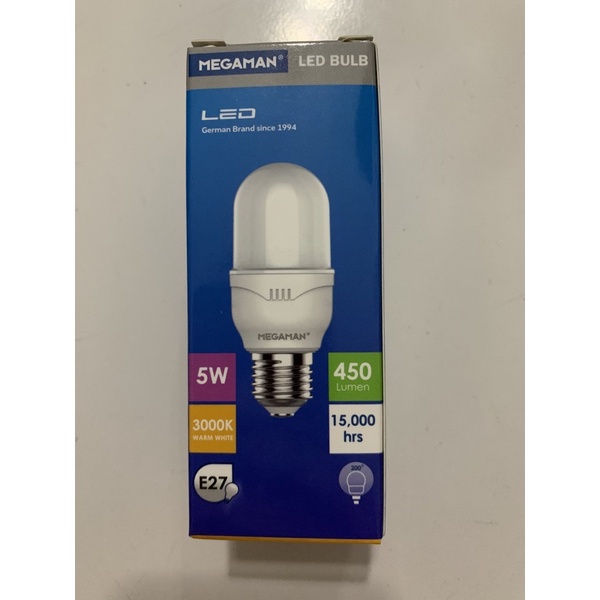 MEGAMAN® LED BULB
LED
German Brand since 1994
MEGAMAN®
5W
450
Lumen
3000K
WARM WHITE
15,000
hrs
E27
200°